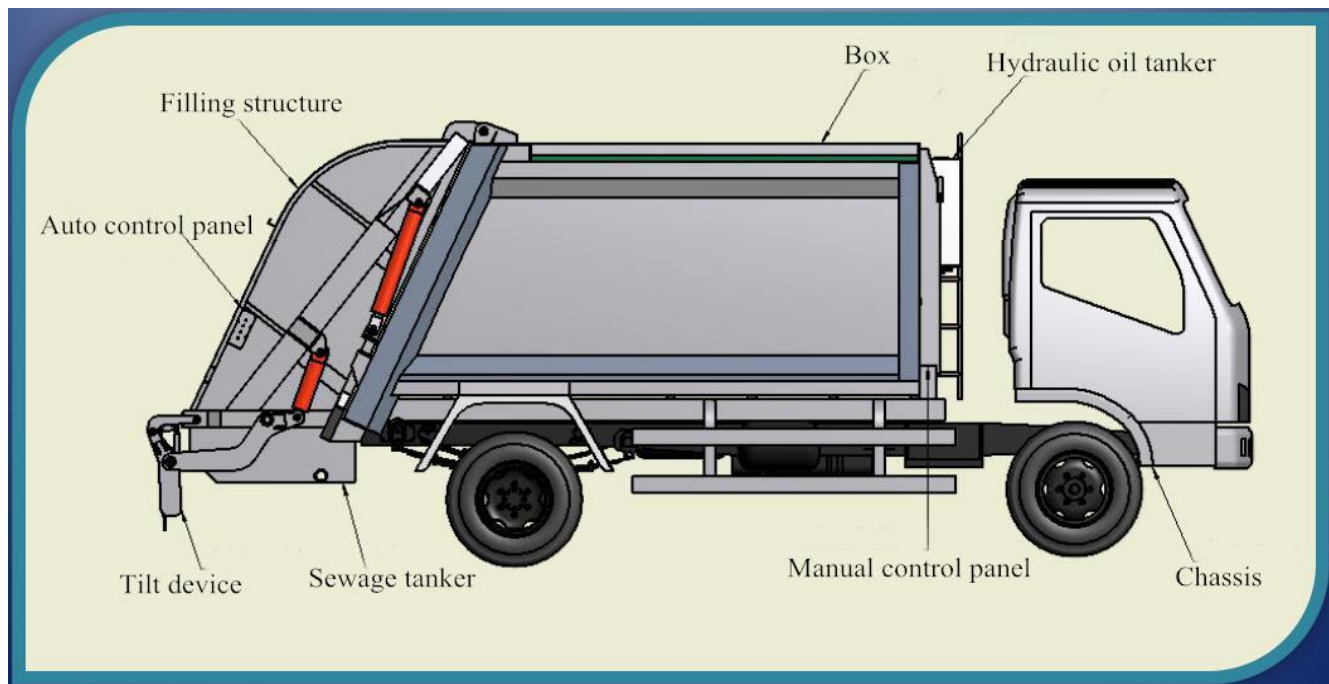 Box
Hydraulic oil tanker
Filling structure
Auto control panel
Manual control panel
Chassis
Sewage tanker
Tilt device